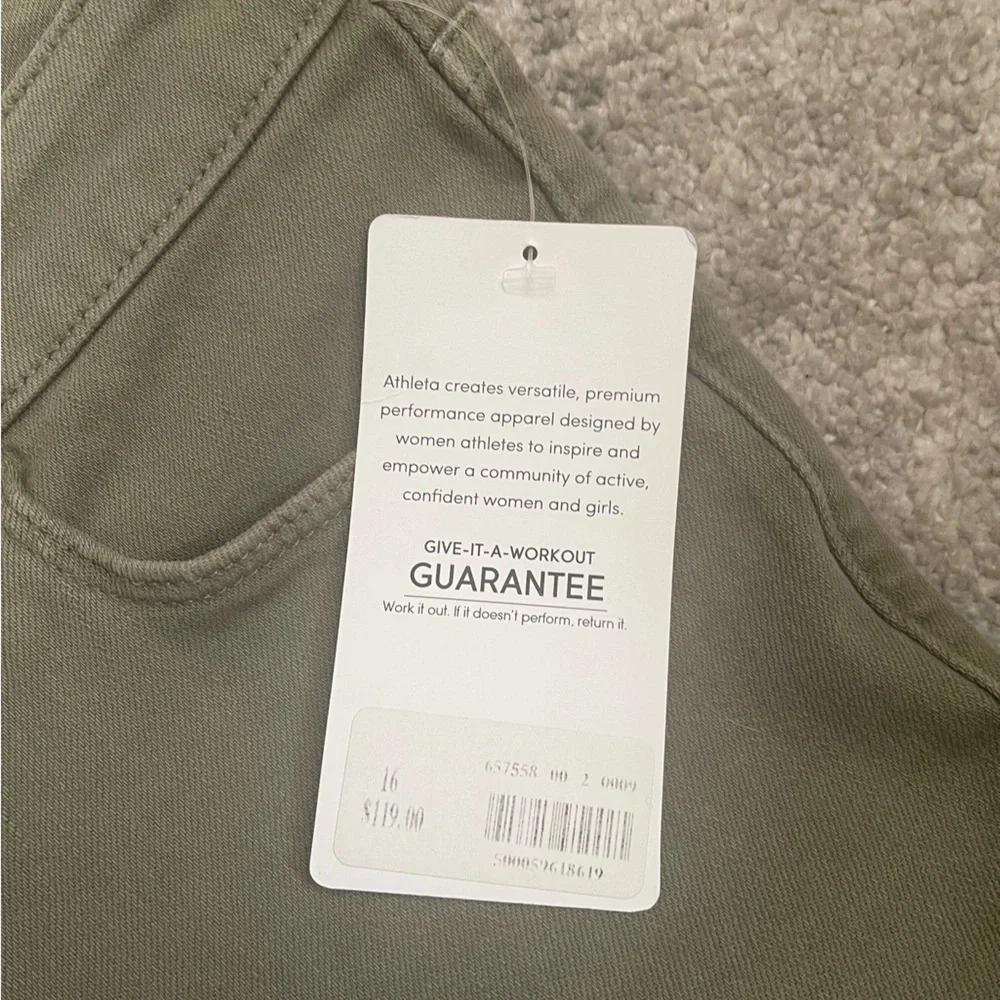 Athleta creates versatile, premium
performance apparel designed by
women athletes to inspire and
empower a community of active,
confident women and girls.
GIVE-IT-A-WORKOUT
GUARANTEE
Work it out. If it doesn't perform, return it.
16
$119.00
657558 00 2 0009
500059618619